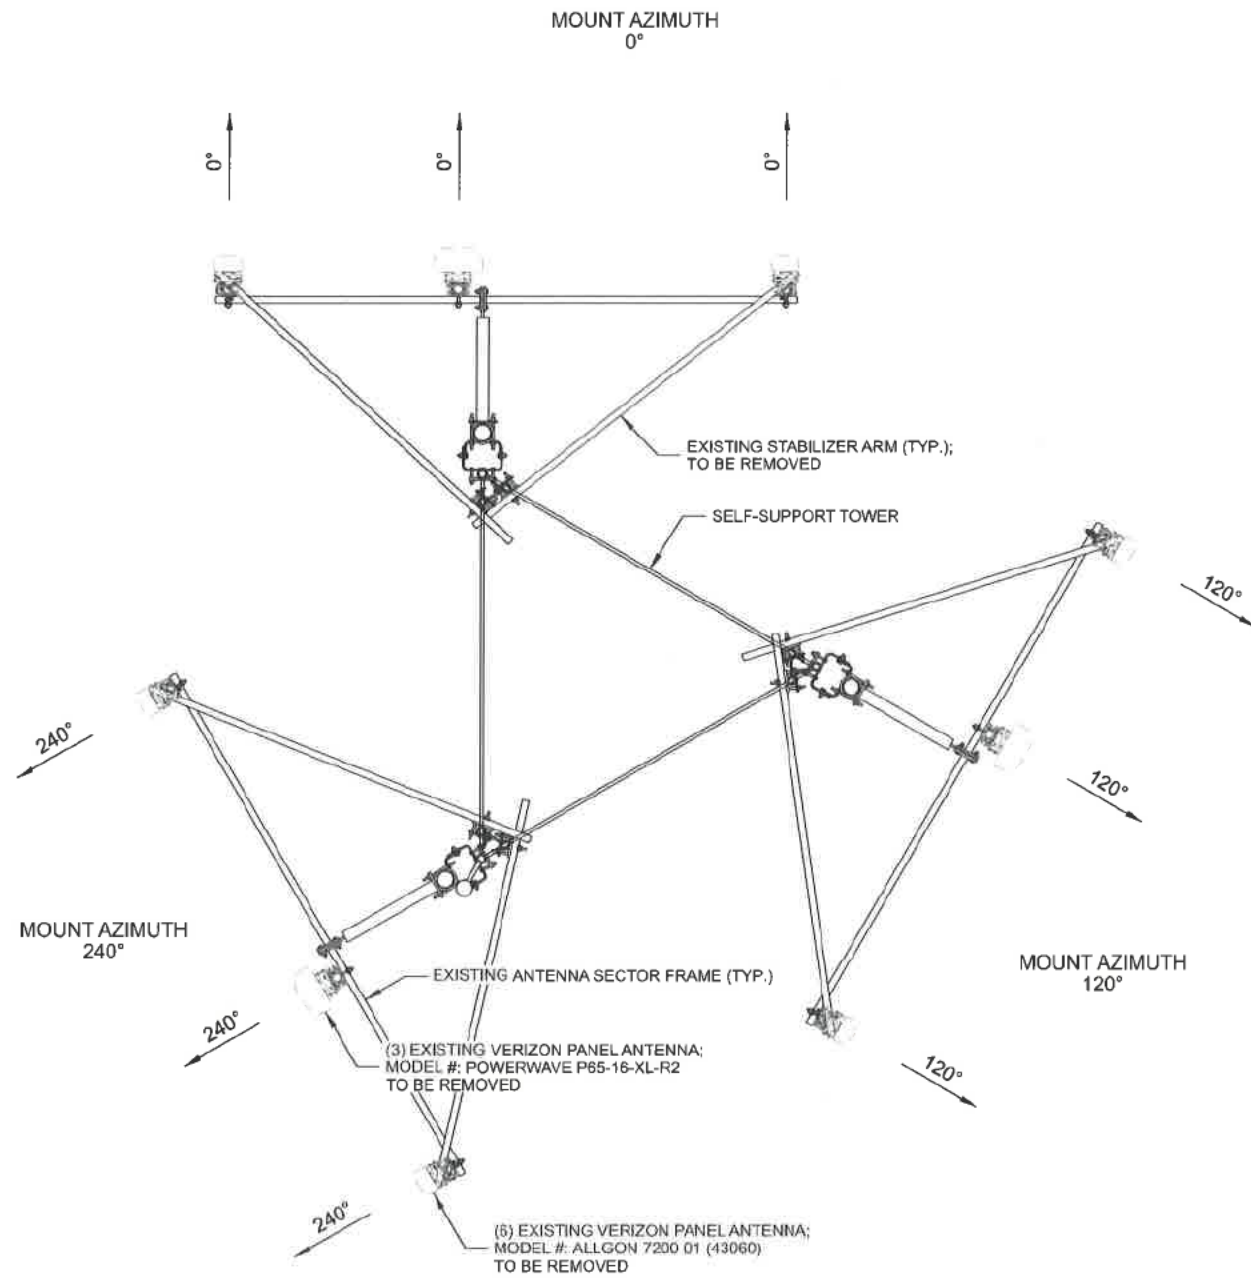 MOUNT AZIMUTH
0°
0°
0°
0°
EXISTING STABILIZER ARM (TYP.);
TO BE REMOVED
SELF-SUPPORT TOWER
120°
240°
120°
MOUNT AZIMUTH
240°
EXISTING ANTENNA SECTOR FRAME (TYP.)
MOUNT AZIMUTH
120°
240°
(3) EXISTING VERIZON PANEL ANTENNA;
MODEL #: POWERWAVE P65-16-XL-R2
TO BE REMOVED
120°
240°
(6) EXISTING VERIZON PANEL ANTENNA;
MODEL #: ALLGON 7200 01 (43060)
TO BE REMOVED